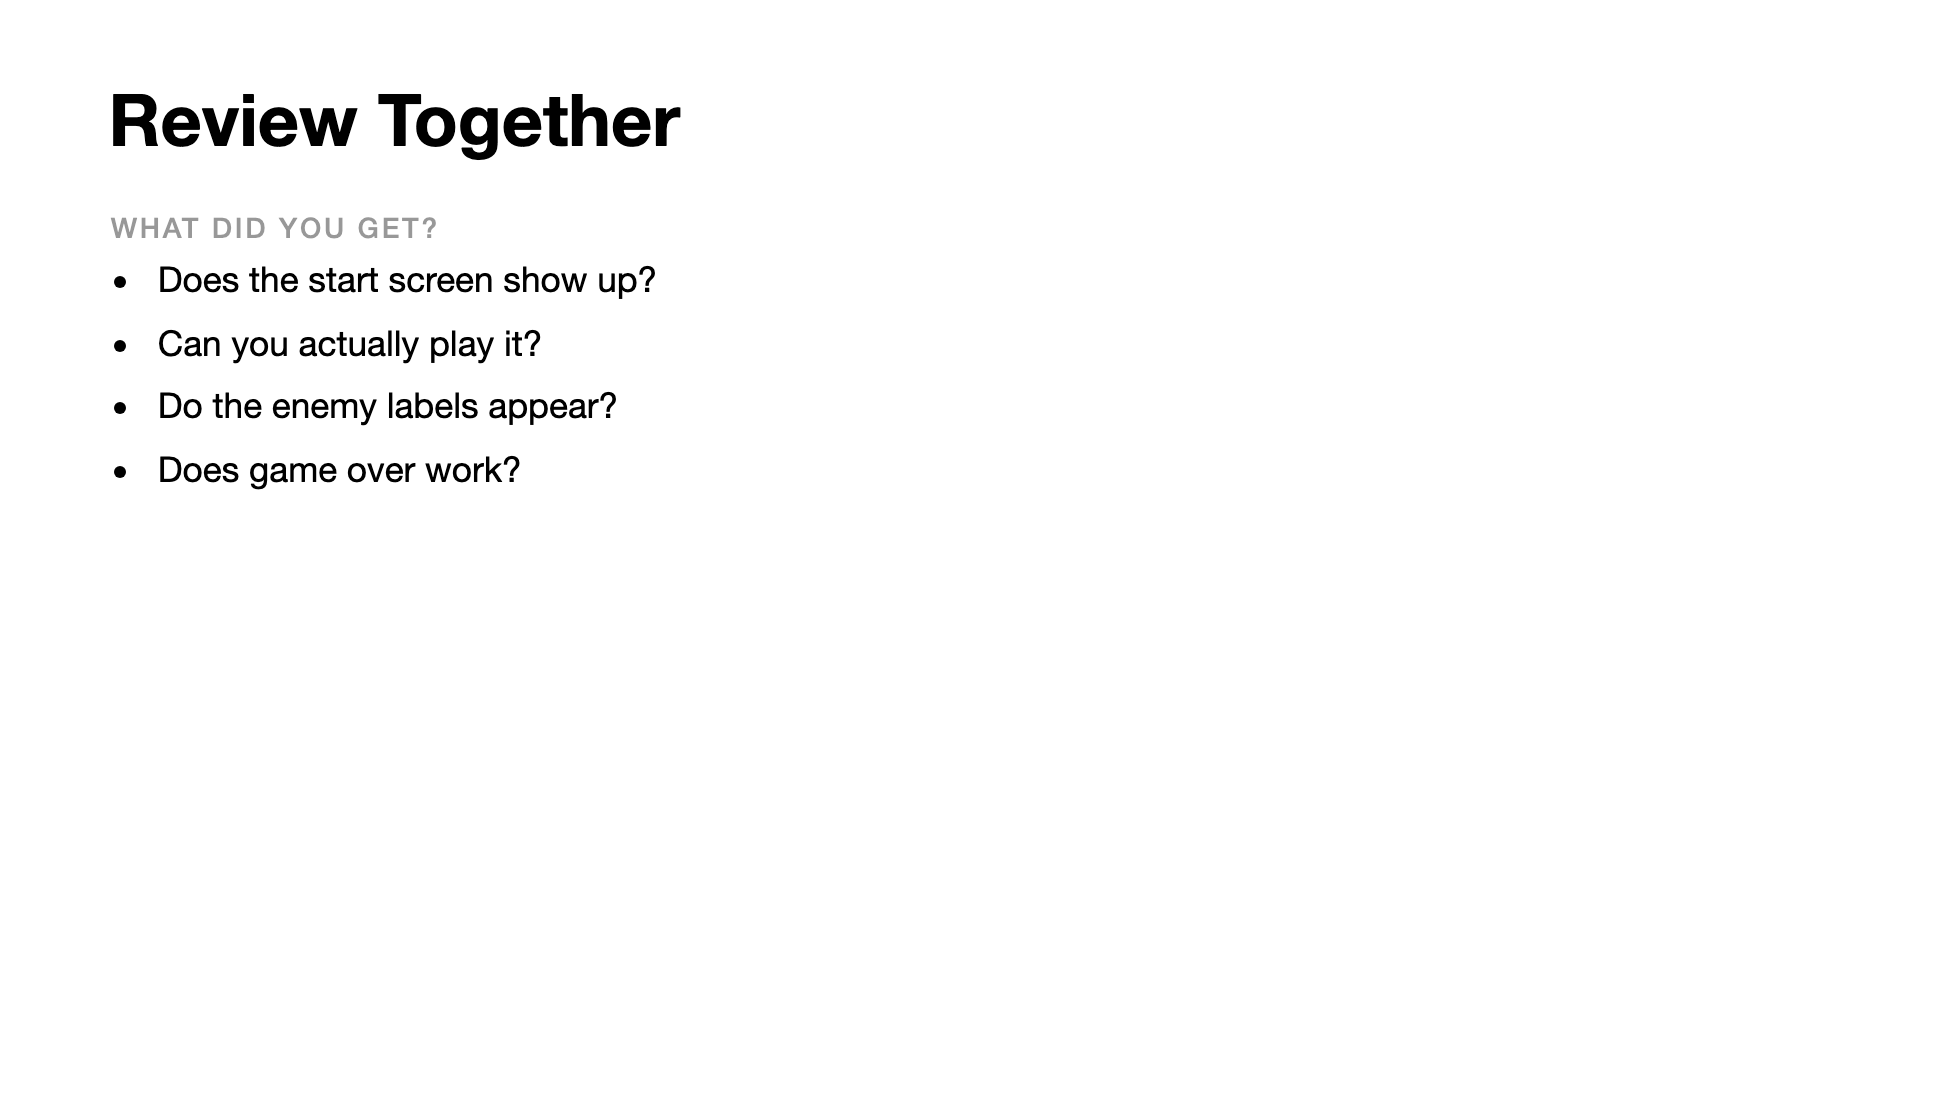 Review Together
WHAT DID YOU GET?
• Does the start screen show up?
• Can you actually play it?
• Do the enemy labels appear?
• Does game over work?